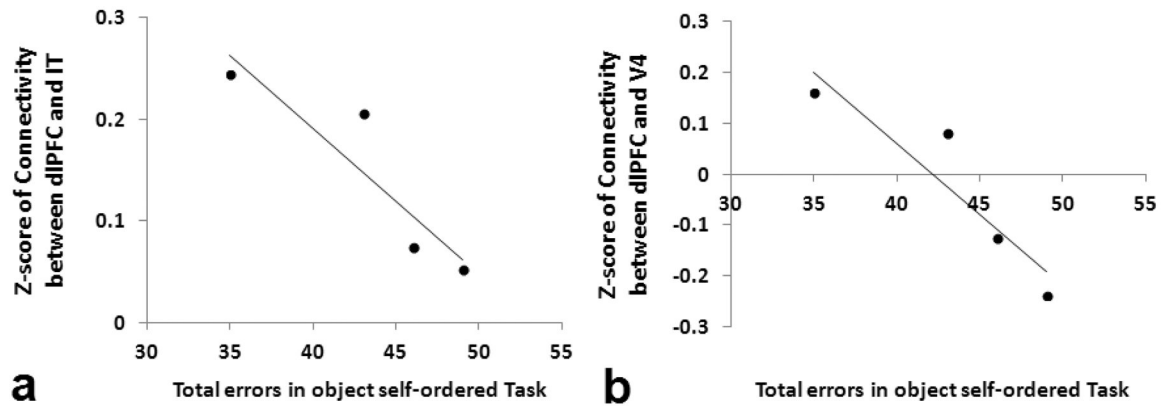 Z-score of Connectivity
between dlPFC and IT
0.3
0.2
0.1
0
30 35 40 45 50 55
Total errors in object self-ordered Task
a
Z-score of Connectivity
between dlPFC and V4
0.3
0.2
0.1
0
-0.1
-0.2
-0.3
30 35 40 45 50 55
Total errors in object self-ordered Task
b